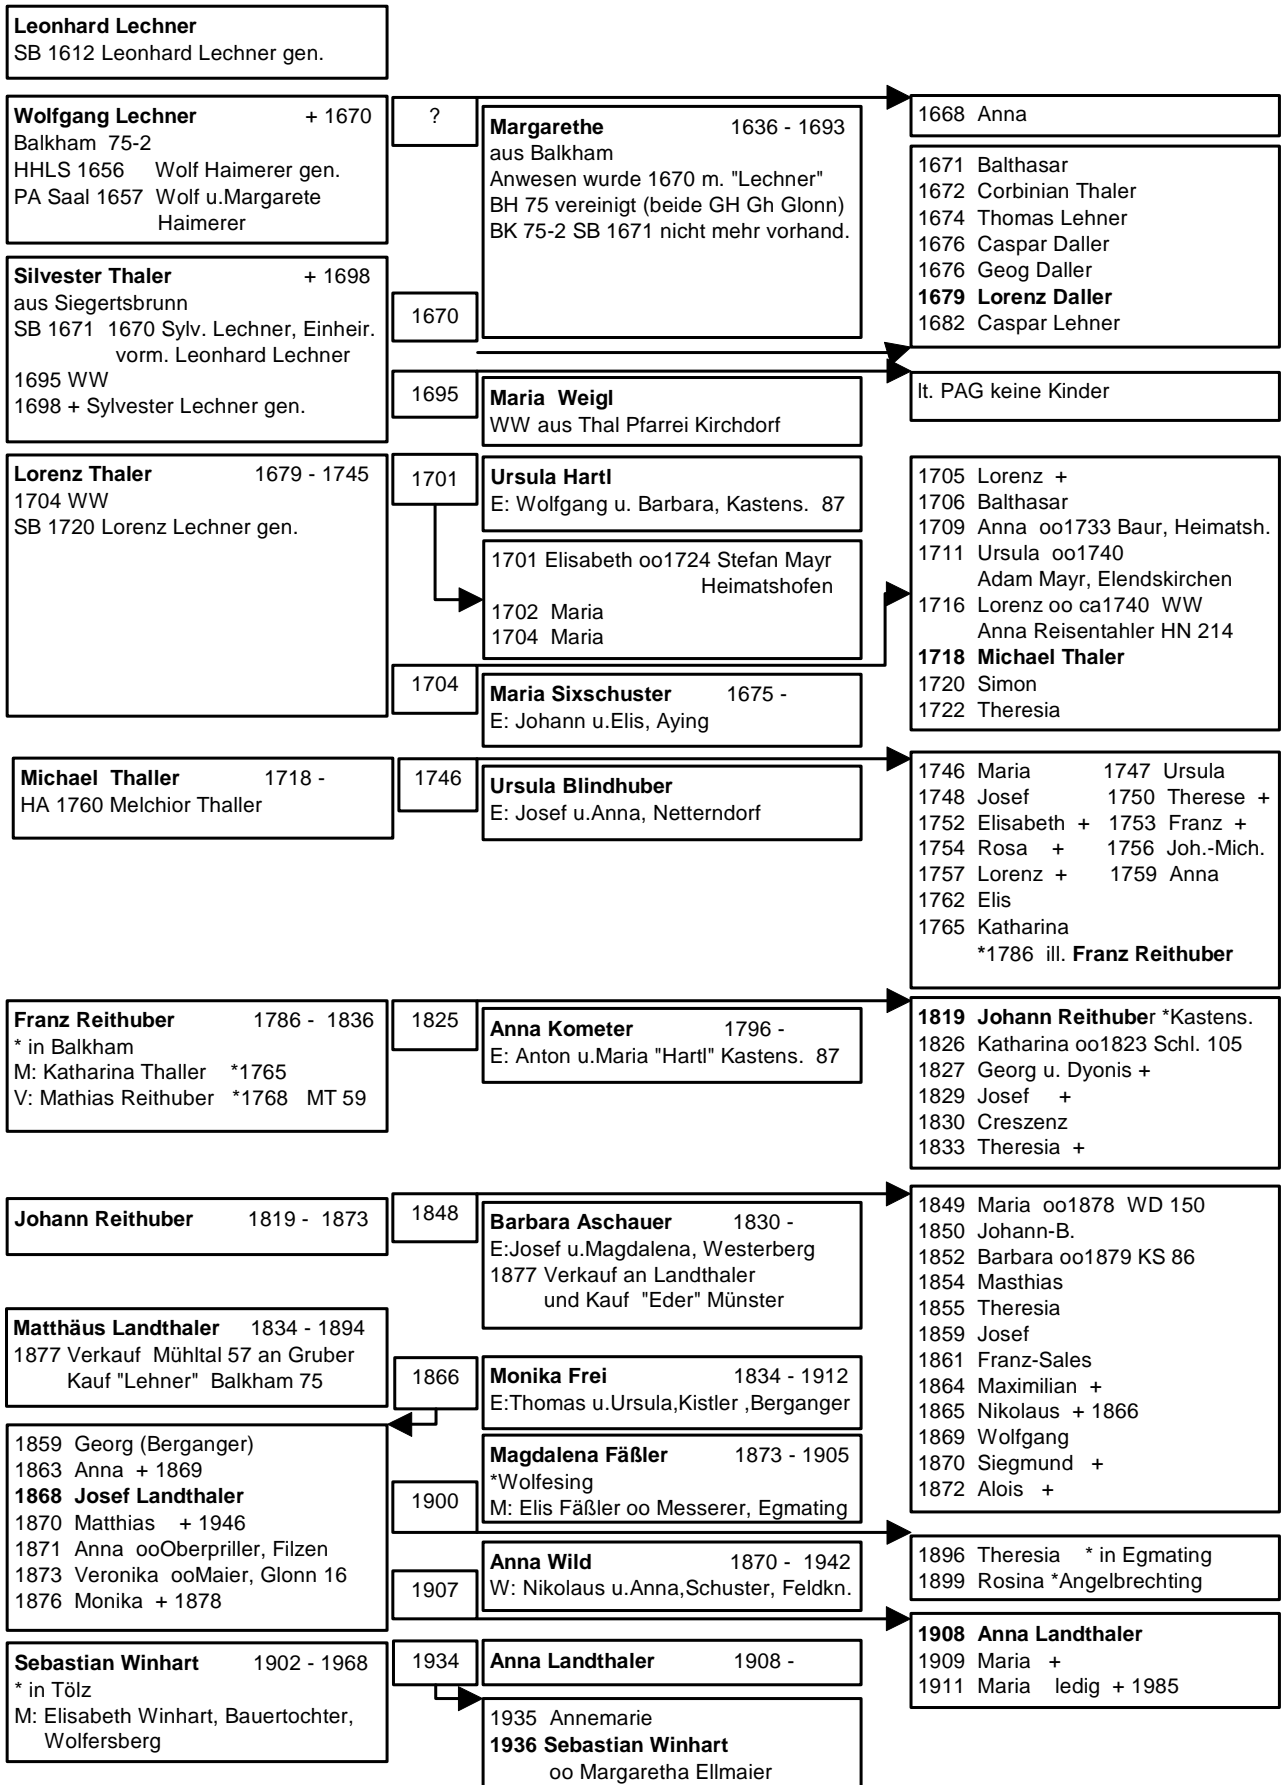 Leonhard Lechner
SB 1612 Leonhard Lechner gen.
Wolfgang Lechner + 1670
Balkham 75-2
HHLS 1656 Wolf Haimerer gen.
PA Saal 1657 Wolf u.Margarete
Haimerer
?
Margarethe 1636 - 1693
aus Balkham
Anwesen wurde 1670 m. "Lechner"
BH 75 vereinigt (beide GH Gh Glonn)
BK 75-2 SB 1671 nicht mehr vorhand.
1668 Anna
1671 Balthasar
1672 Corbinian Thaler
1674 Thomas Lehner
1676 Caspar Daller
1676 Geog Daller
1679 Lorenz Daller
1682 Caspar Lehner
Silvester Thaler + 1698
aus Siegertsbrunn
SB 1671 1670 Sylv. Lechner, Einheir.
vorm. Leonhard Lechner
1695 WW
1698 + Sylvester Lechner gen.
1670
1695
Maria Weigl
WW aus Thal Pfarrei Kirchdorf
lt. PAG keine Kinder
Lorenz Thaler 1679 - 1745
1704 WW
SB 1720 Lorenz Lechner gen.
1701
Ursula Hartl
E: Wolfgang u. Barbara, Kastens. 87
1701 Elisabeth oo1724 Stefan Mayr
Heimatshofen
1702 Maria
1704 Maria
1704
Maria Sixschuster 1675 -
E: Johann u.Elis, Aying
1705 Lorenz +
1706 Balthasar
1709 Anna oo1733 Baur, Heimatsh.
1711 Ursula oo1740
Adam Mayr, Elendskirchen
1716 Lorenz oo ca1740 WW
Anna Reisentahler HN 214
1718 Michael Thaler
1720 Simon
1722 Theresia
Michael Thaller 1718 -
HA 1760 Melchior Thaller
1746
Ursula Blindhuber
E: Josef u.Anna, Netterndorf
1746 Maria 1747 Ursula
1748 Josef 1750 Therese +
1752 Elisabeth + 1753 Franz +
1754 Rosa + 1756 Joh.-Mich.
1757 Lorenz + 1759 Anna
1762 Elis
1765 Katharina
*1786 ill. Franz Reithuber
Franz Reithuber 1786 - 1836
* in Balkham
M: Katharina Thaller *1765
V: Mathias Reithuber *1768 MT 59
1825
Anna Kometer 1796 -
E: Anton u.Maria "Hartl" Kastens. 87
1819 Johann Reithuber *Kastens.
1826 Katharina oo1823 Schl. 105
1827 Georg u. Dyonis +
1829 Josef +
1830 Creszenz
1833 Theresia +
Johann Reithuber 1819 - 1873
1848
Barbara Aschauer 1830 -
E:Josef u.Magdalena, Westerberg
1877 Verkauf an Landthaler
und Kauf "Eder" Münster
1849 Maria oo1878 WD 150
1850 Johann-B.
1852 Barbara oo1879 KS 86
1854 Masthias
1855 Theresia
1859 Josef
1861 Franz-Sales
1864 Maximilian +
1865 Nikolaus + 1866
1869 Wolfgang
1870 Siegmund +
1872 Alois +
Matthäus Landthaler 1834 - 1894
1877 Verkauf Mühltal 57 an Gruber
Kauf "Lehner" Balkham 75
1866
Monika Frei 1834 - 1912
E:Thomas u.Ursula,Kistler ,Berganger
1859 Georg (Berganger)
1863 Anna + 1869
1868 Josef Landthaler
1870 Matthias + 1946
1871 Anna ooOberpriller, Filzen
1873 Veronika ooMaier, Glonn 16
1876 Monika + 1878
1900
Magdalena Fäßler 1873 - 1905
*Wolfesing
M: Elis Fäßler oo Messerer, Egmating
1896 Theresia * in Egmating
1899 Rosina *Angelbrechting
1907
Anna Wild 1870 - 1942
W: Nikolaus u.Anna,Schuster, Feldkn.
1908 Anna Landthaler
1909 Maria +
1911 Maria ledig + 1985
Sebastian Winhart 1902 - 1968
* in Tölz
M: Elisabeth Winhart, Bauertochter,
Wolfersberg
1934
Anna Landthaler 1908 -
1935 Annemarie
1936 Sebastian Winhart
oo Margaretha Ellmaier